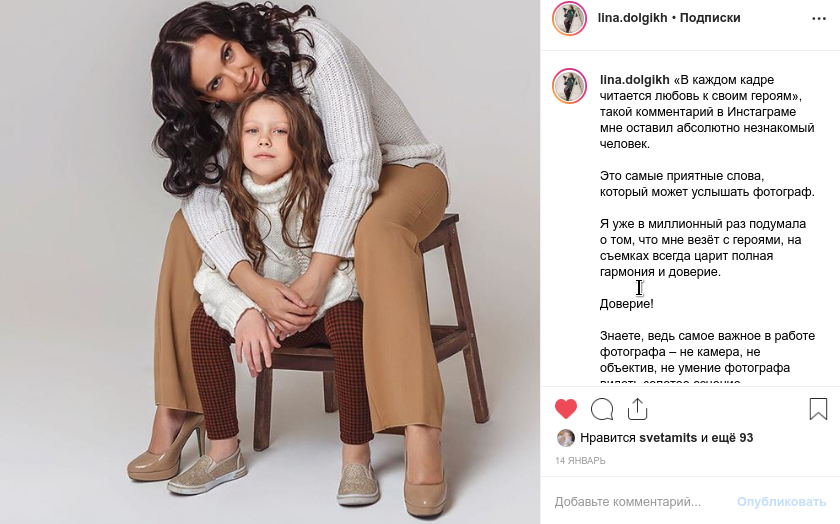 lina.dolgikh • Подписки
lina.dolgikh «В каждом кадре
читается любовь к своим героям»,
такой комментарий в Инстаграме
мне оставил абсолютно незнакомый
человек.
Это самые приятные слова,
который может услышать фотограф.
Я уже в миллионный раз подумала
о том, что мне везёт с героями, на
съемках всегда царит полная
гармония и доверие.
Доверие!
Знаете, ведь самое важное в работе
фотографа – не камера, не
объектив, не умение фотографа
Нравится svetamits и ещё 93
14 ЯНВАРЬ
Добавьте комментарий... Опубликовать